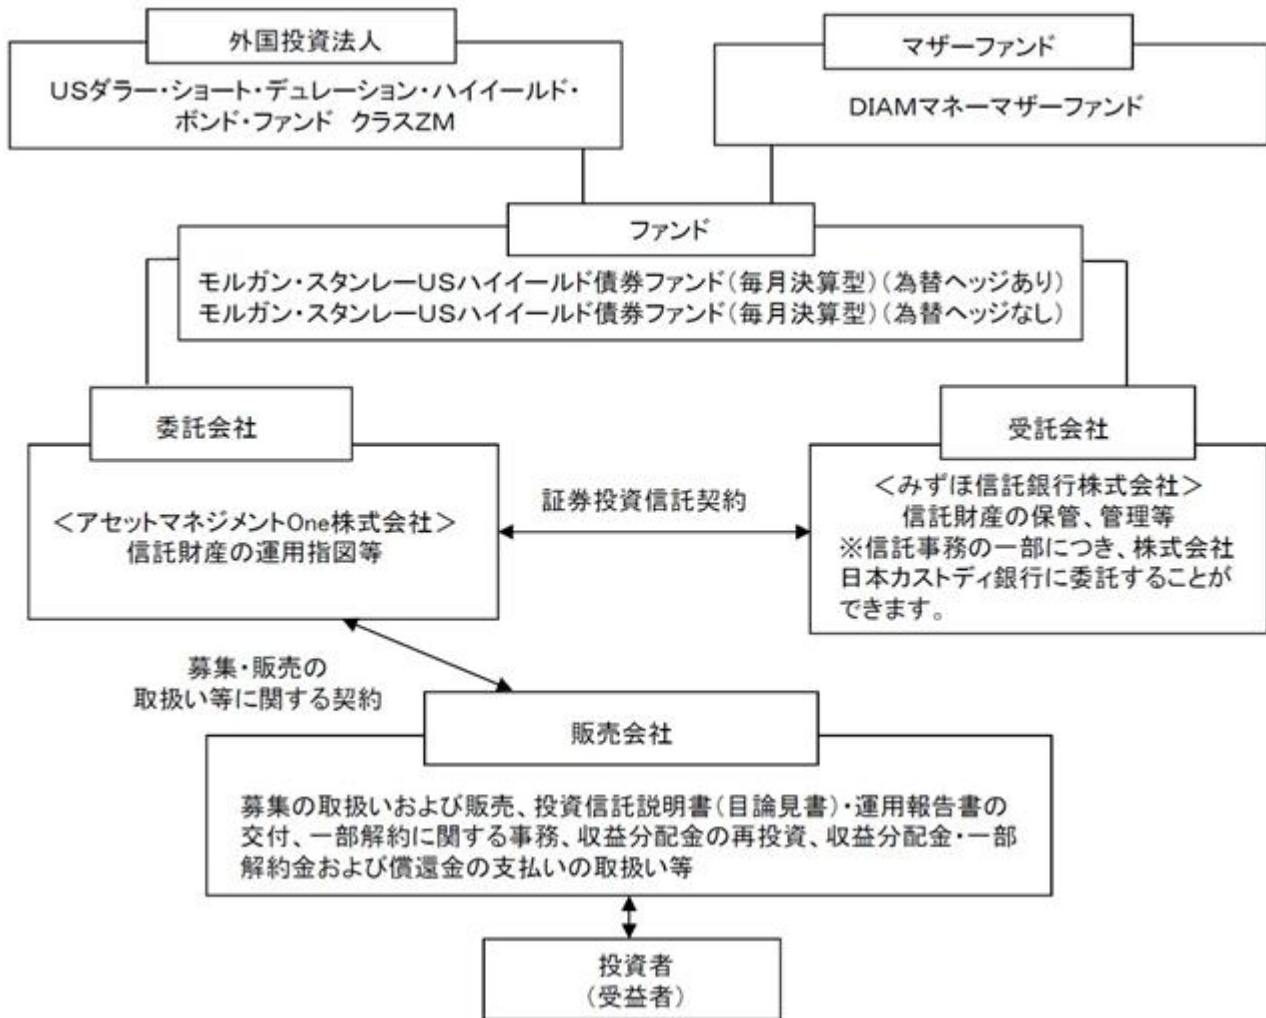 外国投資法人
USダラー・ショート・デュレーション・ハイイールド・
ボンド・ファンド クラスZM
マザーファンド
DIAMマネーマザーファンド
ファンド
モルガン・スタンレーUSハイイールド債券ファンド(毎月決算型)(為替ヘッジあり)
モルガン・スタンレーUSハイイールド債券ファンド(毎月決算型)(為替ヘッジなし)
委託会社
<アセットマネジメントOne株式会社>
信託財産の運用指図等
証券投資信託契約
受託会社
<みずほ信託銀行株式会社>
信託財産の保管、管理等
※信託事務の一部につき、株式会社
日本カストディ銀行に委託することが
できます。
募集・販売の
取扱い等に関する契約
販売会社
募集の取扱いおよび販売、投資信託説明書(目論見書)・運用報告書の
交付、一部解約に関する事務、収益分配金の再投資、収益分配金・一部
解約金および償還金の支払いの取扱い等
投資者
(受益者)